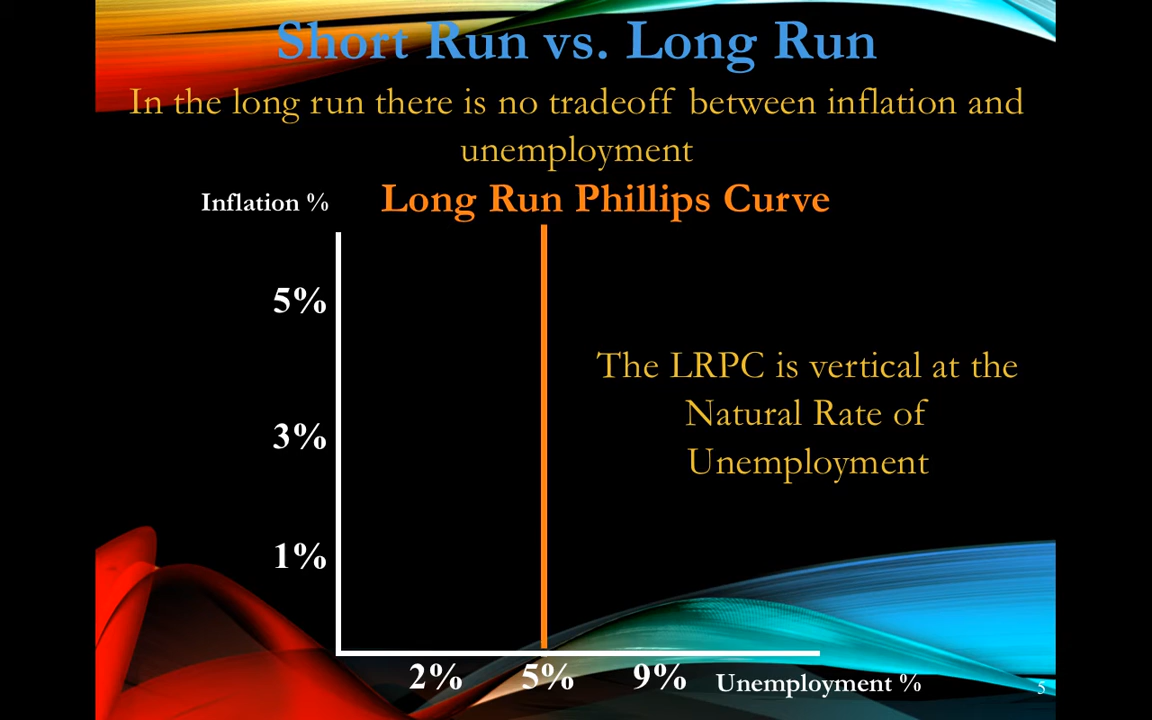 Short Run vs. Long Run
In the long run there is no tradeoff between inflation and
unemployment
Inflation %
Long Run Phillips Curve
5%
The LRPC is vertical at the
Natural Rate of
Unemployment
3%
1%
2% 5% 9% Unemployment %
5